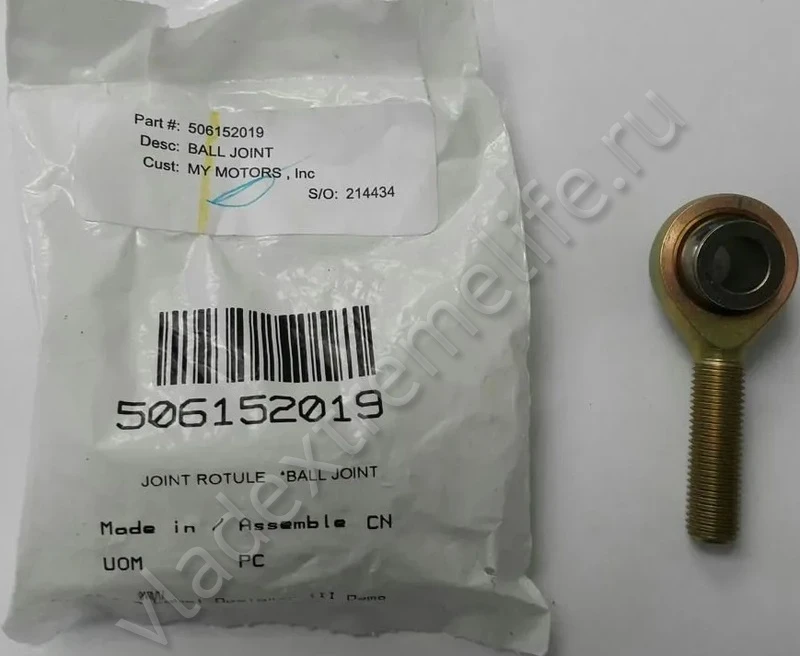 Part #: 506152019
Desc: BALL JOINT
Cust: MY MOTORS , Inc
S/O: 214434
506152019
JOINT ROTULE *BALL JOINT
Made in / Assemble CN
UOM PC
vladextremelife.ru